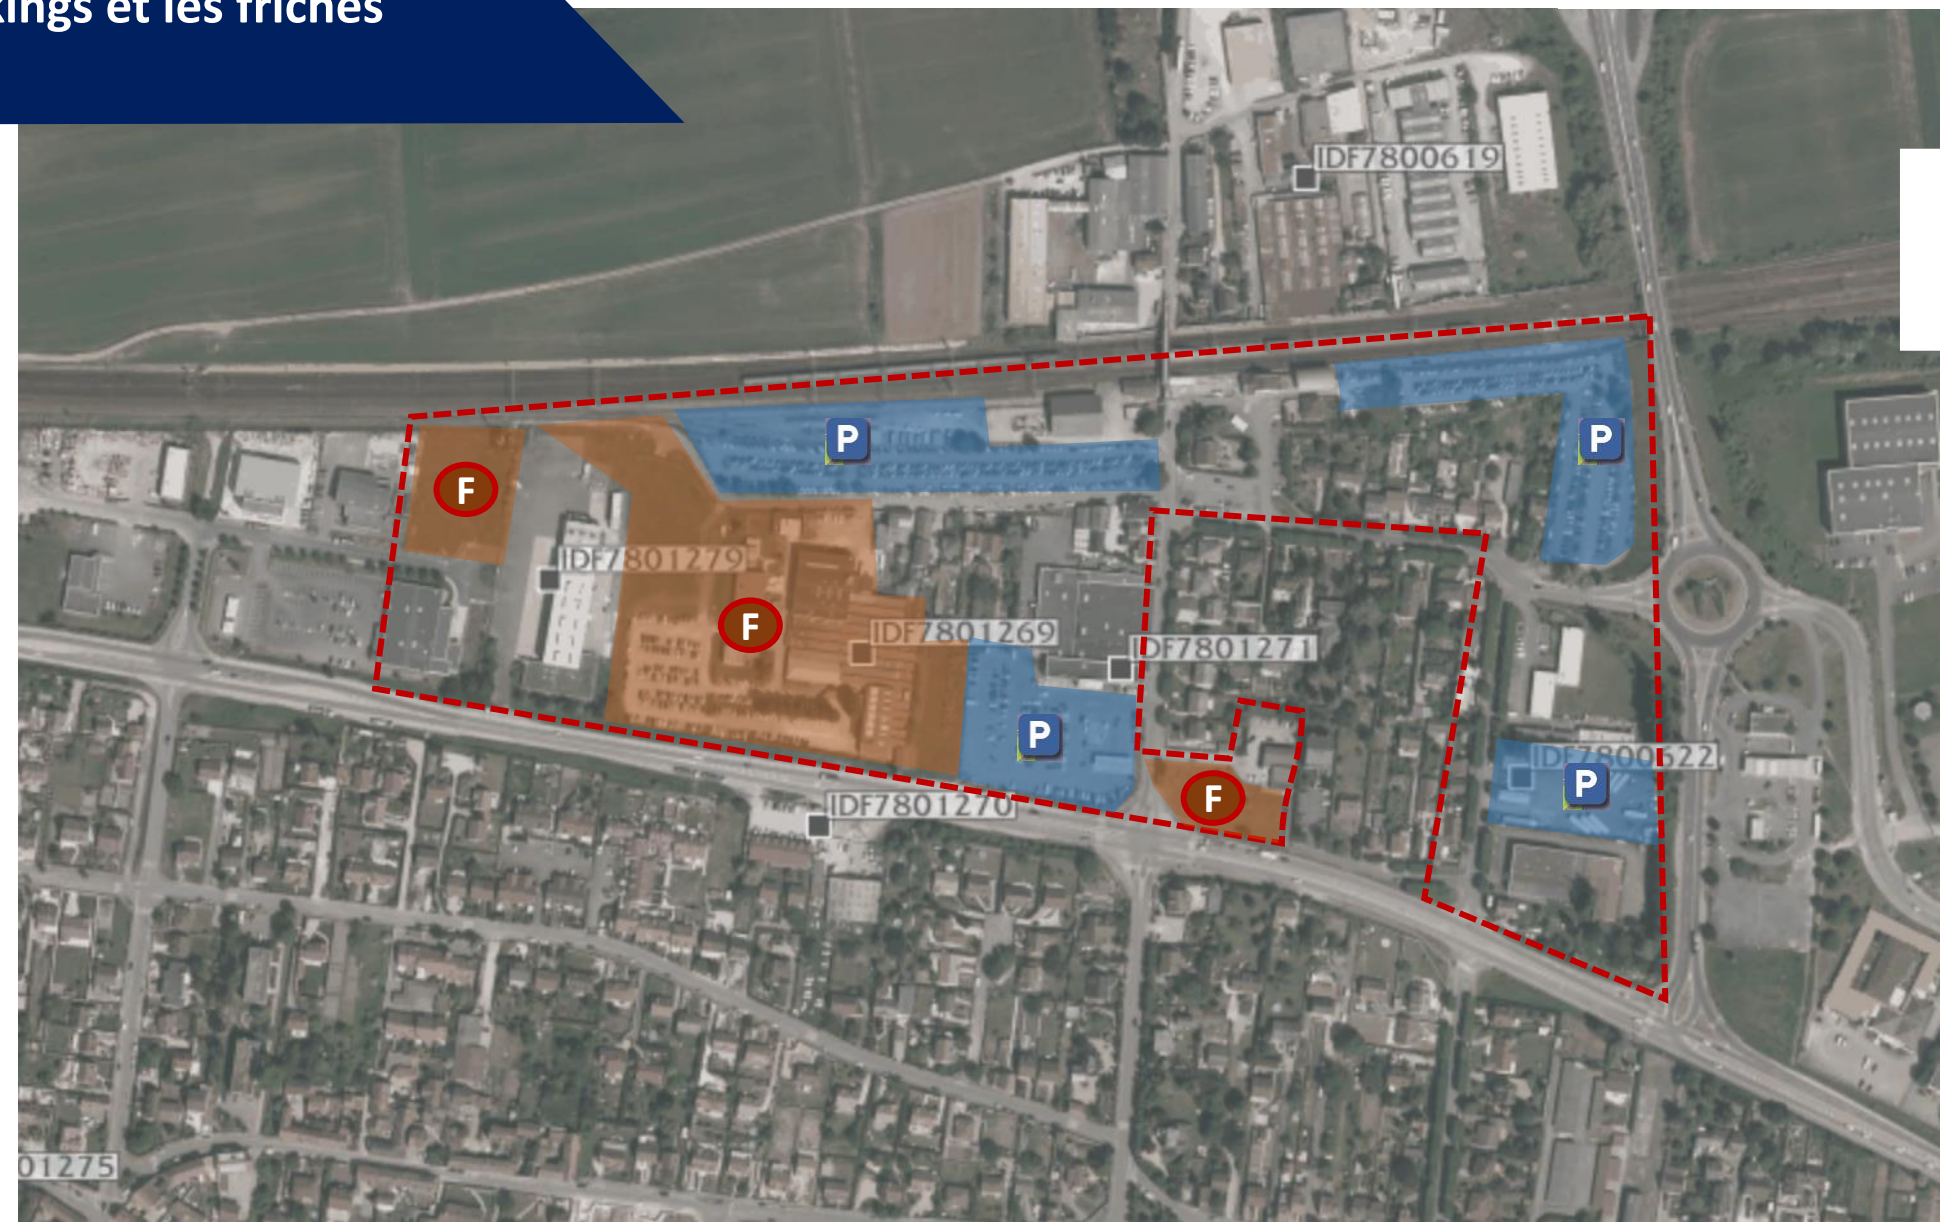 kings et les friches
IDF7800619
P
P
F
IDF7801279
F
IDF7801269
IDF7801271
P
IDF7800622
P
F
IDF7801270
01275